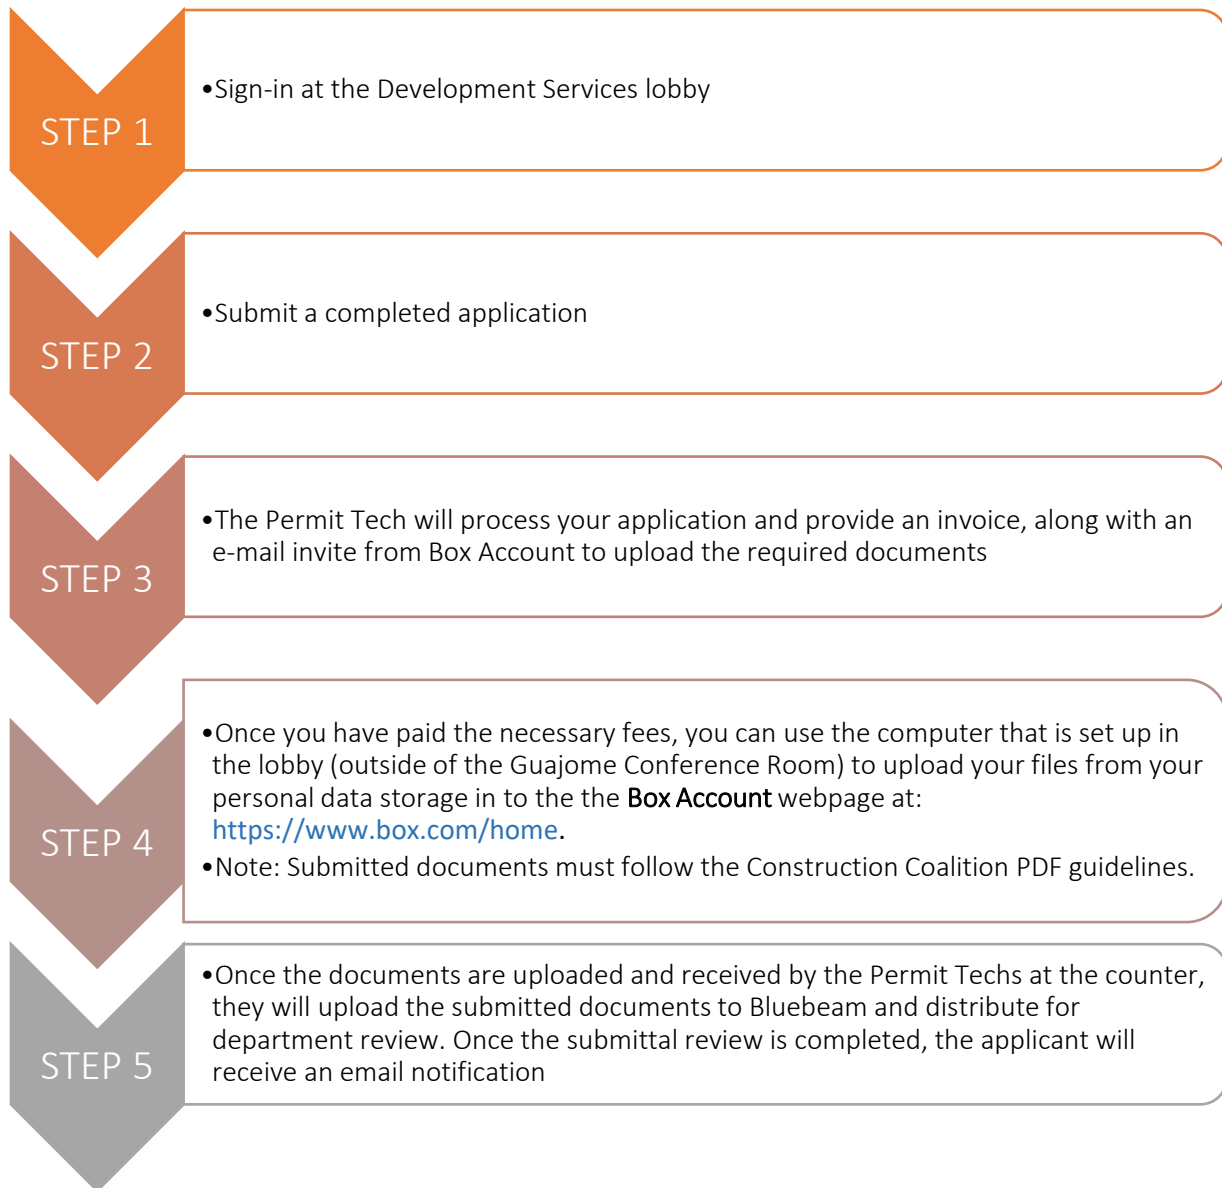 STEP 1
•Sign-in at the Development Services lobby
STEP 2
•Submit a completed application
STEP 3
•The Permit Tech will process your application and provide an invoice, along with an
e-mail invite from Box Account to upload the required documents
STEP 4
•Once you have paid the necessary fees, you can use the computer that is set up in
the lobby (outside of the Guajome Conference Room) to upload your files from your
personal data storage in to the the Box Account webpage at:
https://www.box.com/home.
•Note: Submitted documents must follow the Construction Coalition PDF guidelines.
STEP 5
•Once the documents are uploaded and received by the Permit Techs at the counter,
they will upload the submitted documents to Bluebeam and distribute for
department review. Once the submittal review is completed, the applicant will
receive an email notification